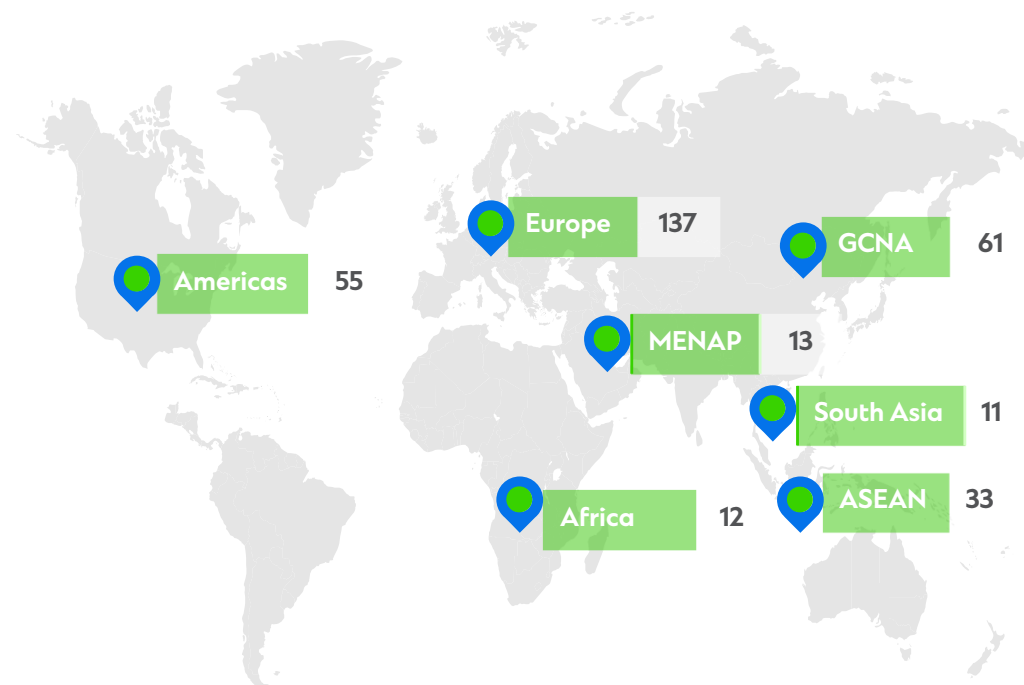 Europe 137
GCNA 61
Americas 55
MENAP 13
South Asia 11
ASEAN 33
Africa 12